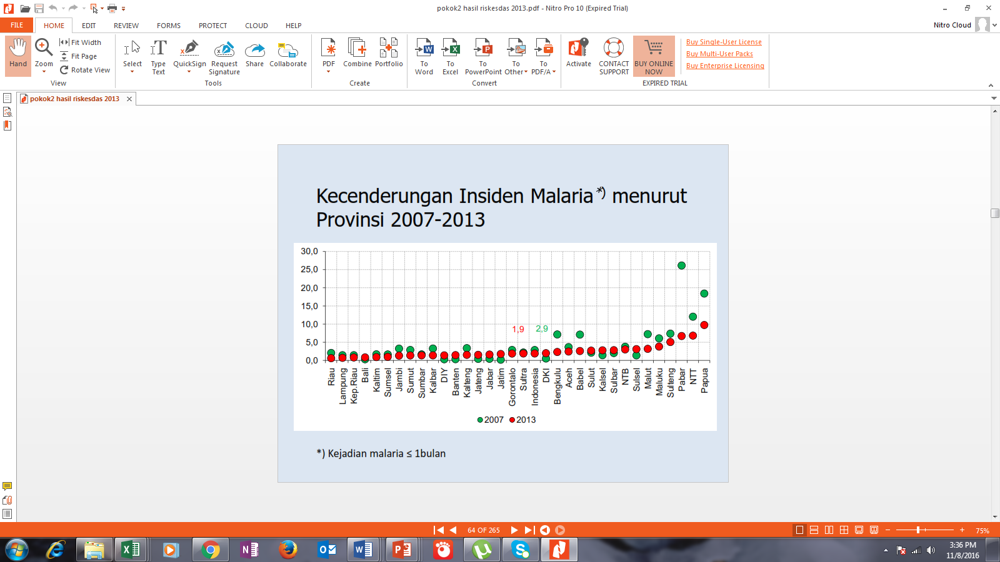 pokok2 hasil riskesdas 2013.pdf - Nitro Pro 10 (Expired Trial)
FILE HOME EDIT REVIEW FORMS PROTECT CLOUD HELP Nitro Cloud
Hand
Zoom
Fit Width
Fit Page
Rotate View
View
Select
Type Text
QuickSign
Request Signature
Share
Collaborate
Tools
PDF
Combine
Portfolio
Create
To Word
To Excel
To PowerPoint
To Other
To PDF/A
Convert
Activate
CONTACT SUPPORT
BUY ONLINE NOW
Buy Single-User License
Buy Multi-User Packs
Buy Enterprise Licensing
EXPIRED TRIAL
pokok2 hasil riskesdas 2013
Kecenderungan Insiden Malaria*) menurut
Provinsi 2007-2013
30,0
25,0
20,0
15,0
10,0
5,0
0,0
1,9 2,9
Riau
Lampung
Kep.Riau
Bali
Kaltim
Sumsel
Jambi
Sumut
Sumbar
Kalbar
DIY
Banten
Kalteng
Jateng
Jabar
Jatim
Gorontalo
Sultra
Indonesia
DKI
Bengkulu
Aceh
Babel
Sulut
Kalsel
Sulbar
NTB
Sulsel
Malut
Maluku
Sulteng
Pabar
NTT
Papua
2007 2013
*) Kejadian malaria ≤ 1bulan
64 OF 265
75%
3:36 PM
11/8/2016